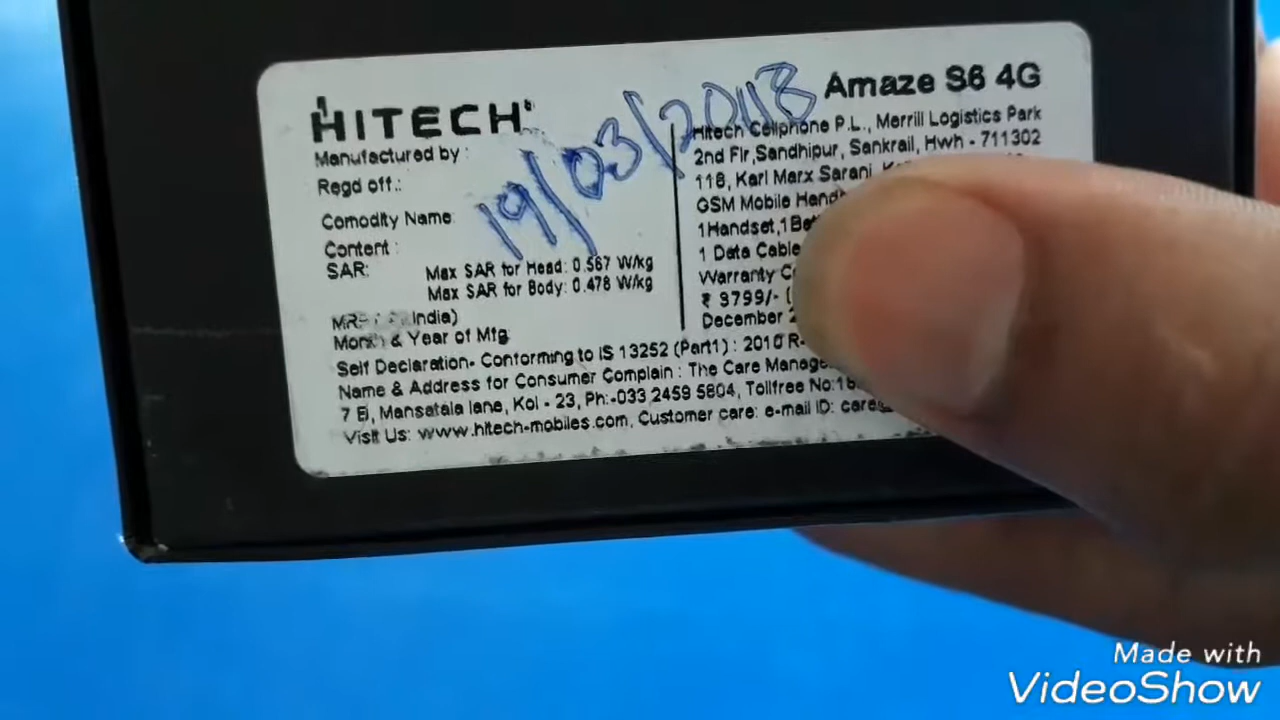 HITECH
19/03/2018
Amaze S6 4G
Manufactured by :
Hitech Cellphone P.L., Merrill Logistics Park
2nd Flr,Sandhipur, Sankrail, Hwh - 711302
Regd off.:
118, Karl Marx Sarani,
Comodity Name:
GSM Mobile
Content :
1Handset,1
1 Data Cable
SAR:
Max SAR for Head: 0.567 W/kg
Max SAR for Body: 0.478 W/kg
Warranty
India)
₹ 3799/-
Month & Year of Mfg
December
Self Declaration- Conforming to IS 13252 (Part1) : 2010
Name & Address for Consumer Complain : The Care
Mansatala lane, Kol - 23, Ph:-033 2459 5804, Tollfree No:
Visit Us: www.hitech-mobiles.com, Customer care: e-mail ID:
Made with
VideoShow